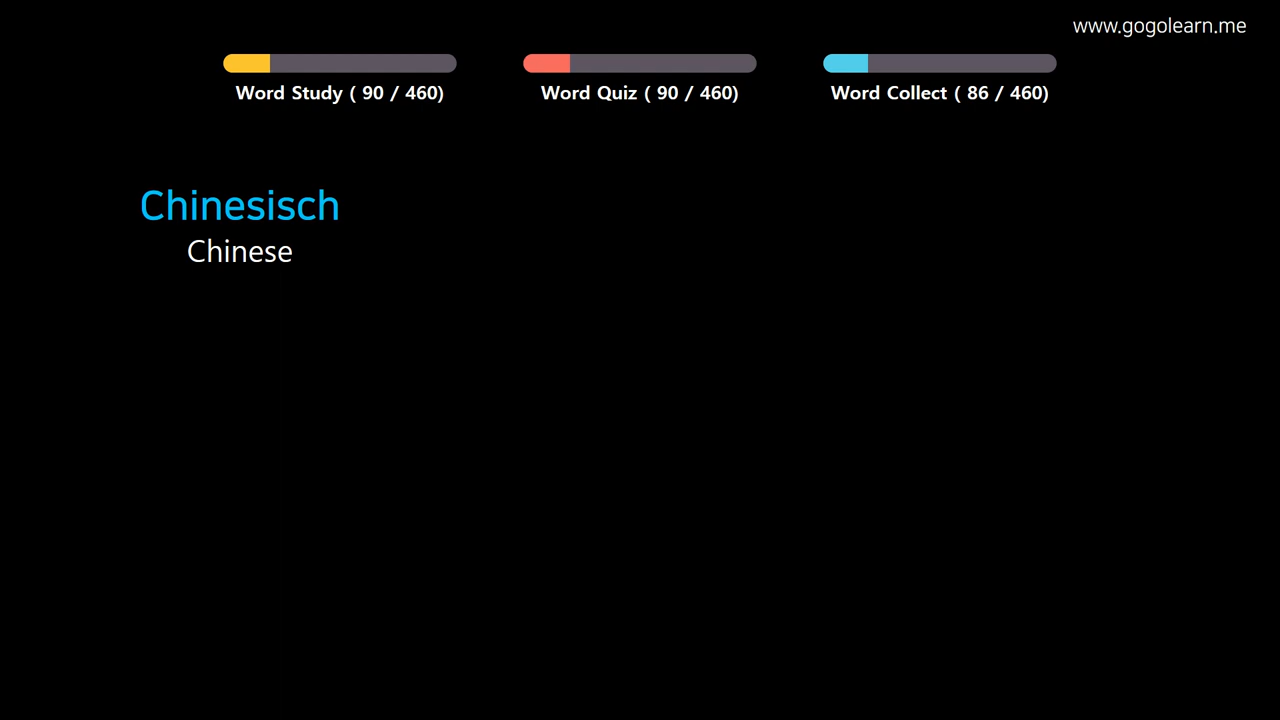 www.gogolearn.me
Word Study ( 90 / 460)
Word Quiz ( 90 / 460)
Word Collect ( 86 / 460)
Chinesisch
Chinese